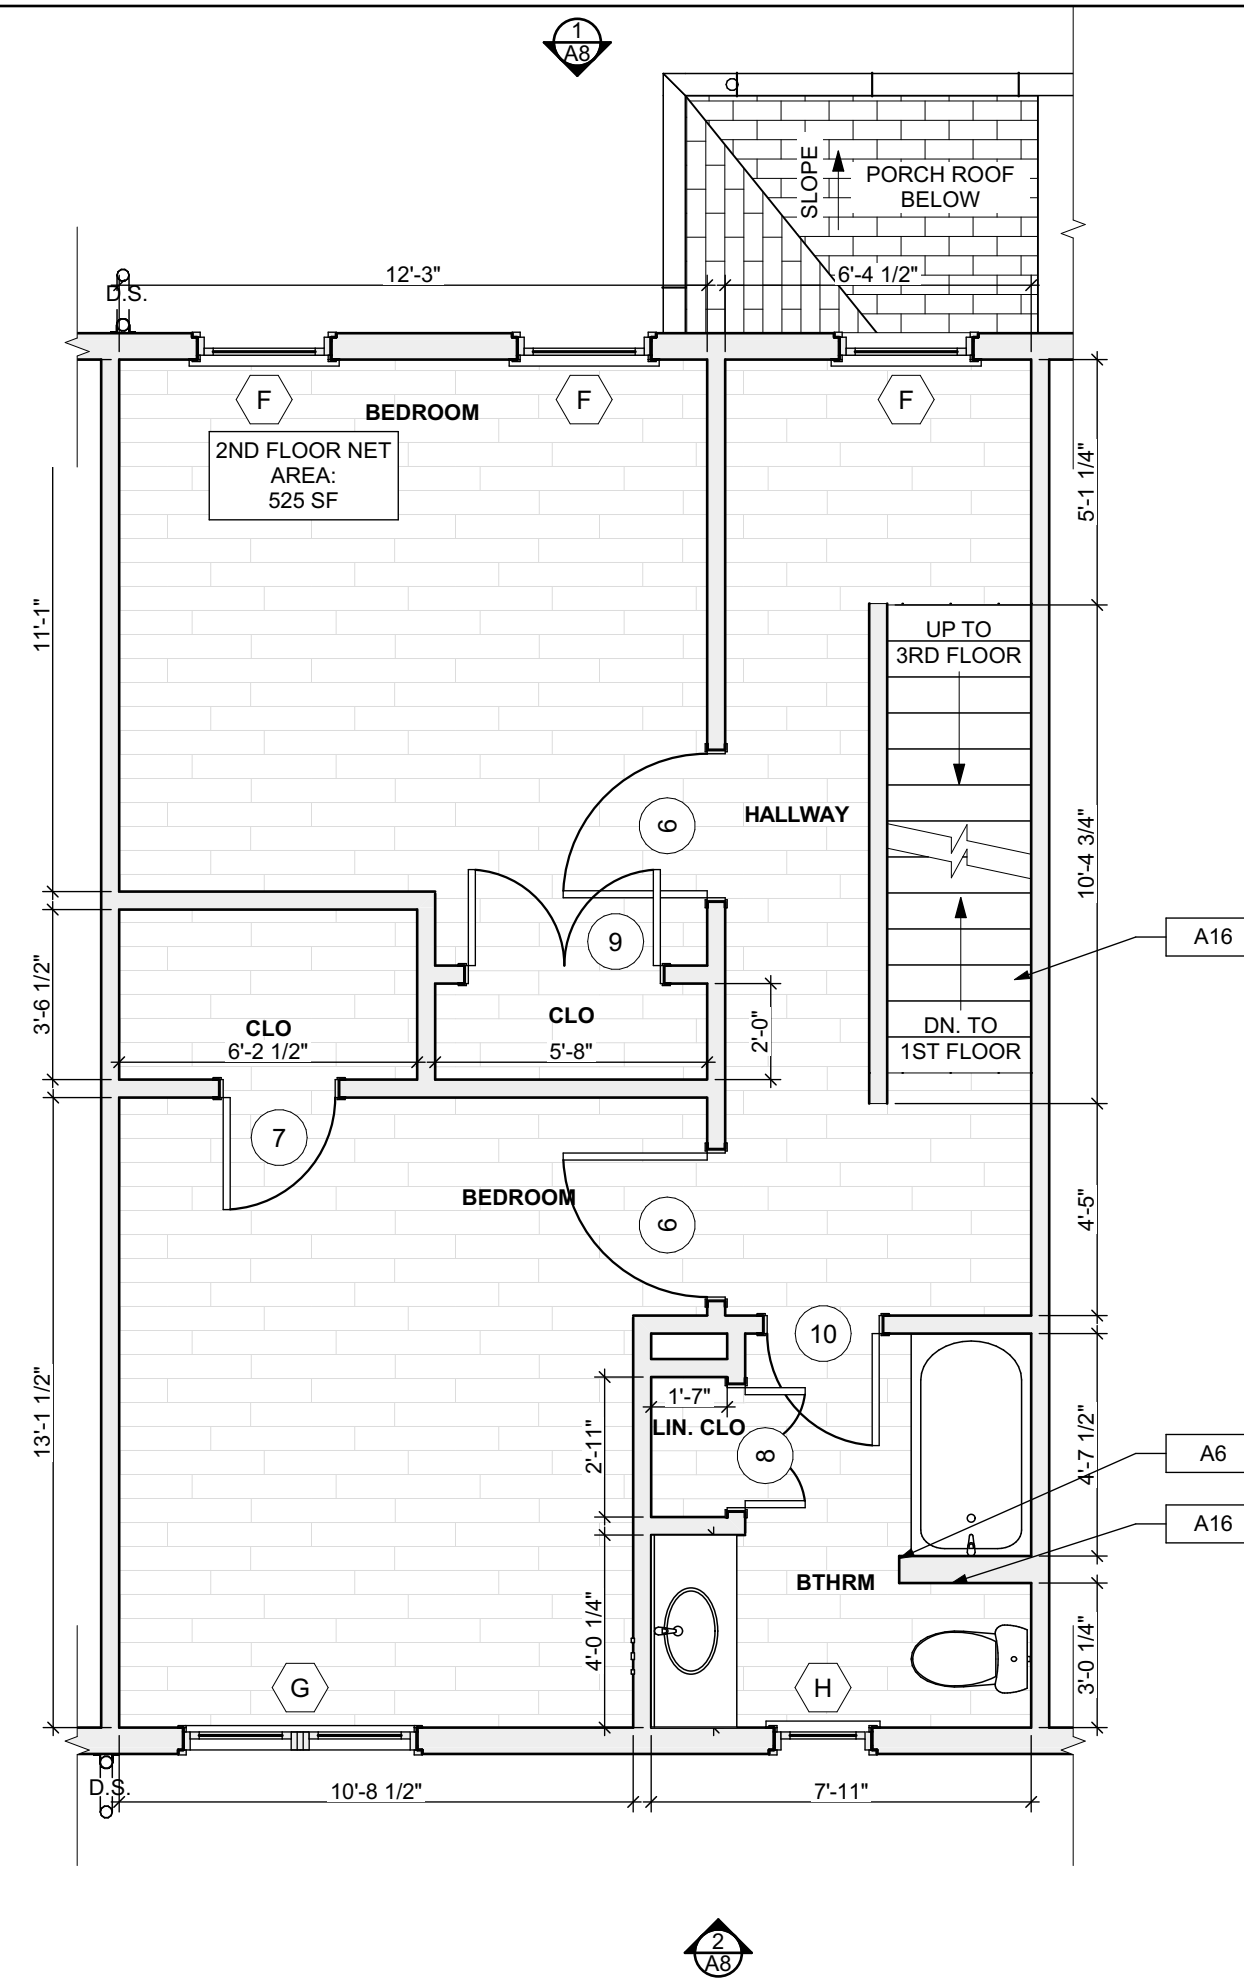 1
A8
SLOPE
PORCH ROOF
BELOW
12'-3"
6'-4 1/2"
D.S.
F
F
F
BEDROOM
2ND FLOOR NET
AREA:
525 SF
5'-1 1/4"
11'-1"
UP TO
3RD FLOOR
6
HALLWAY
10'-4 3/4"
9
A16
3'-6 1/2"
CLO
6'-2 1/2"
CLO
5'-8"
2'-0"
DN. TO
1ST FLOOR
7
BEDROOM
6
4'-5"
10
13'-1 1/2"
1'-7"
LIN. CLO
2'-11"
8
4'-7 1/2"
A6
A16
BTHRM
4'-0 1/4"
3'-0 1/4"
G
H
D.S.
10'-8 1/2"
7'-11"
2
A8